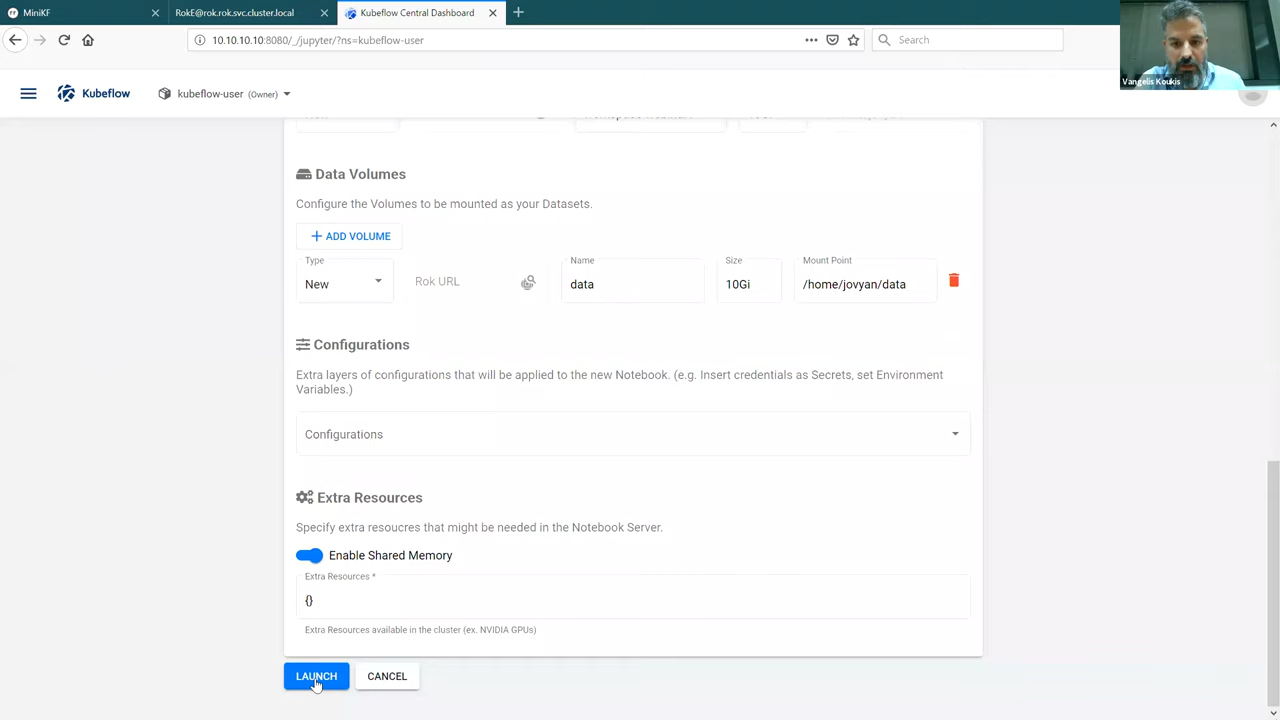 MiniKF
RokE@rok.rok.svc.cluster.local
Kubeflow Central Dashboard
10.10.10.10:8080/_/jupyter/?ns=kubeflow-user
Search
Vangelis Koukis
Kubeflow
kubeflow-user (Owner)
Data Volumes
Configure the Volumes to be mounted as your Datasets.
ADD VOLUME
Type
New
Rok URL
Name
data
Size
10Gi
Mount Point
/home/jovyan/data
Configurations
Extra layers of configurations that will be applied to the new Notebook. (e.g. Insert credentials as Secrets, set Environment
Variables.)
Configurations
Extra Resources
Specify extra resoucres that might be needed in the Notebook Server.
Enable Shared Memory
Extra Resources *
{}
Extra Resources available in the cluster (ex. NVIDIA GPUs)
LAUNCH
CANCEL